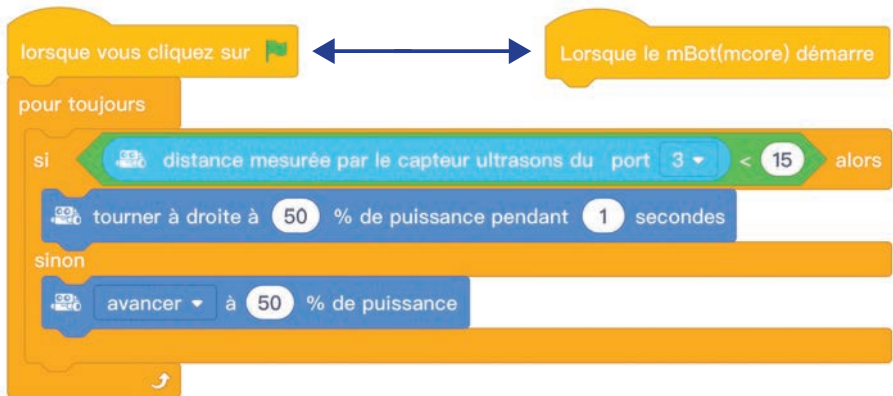 lorsque vous cliquez sur
Lorsque le mBot(mcore) démarre
pour toujours
si distance mesurée par le capteur ultrasons du port 3 < 15 alors
tourner à droite à 50 % de puissance pendant 1 secondes
sinon
avancer à 50 % de puissance